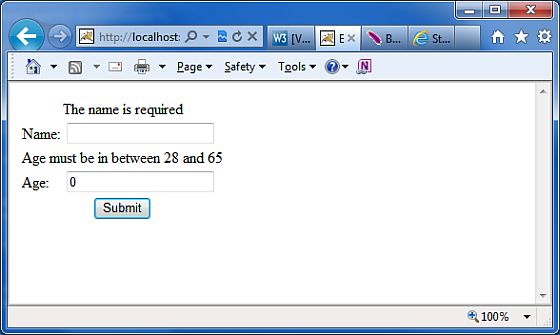 http://localhost:
[V...
E
B...
St...
Page
Safety
Tools
The name is required
Name:
Age must be in between 28 and 65
Age: 0
Submit
100%